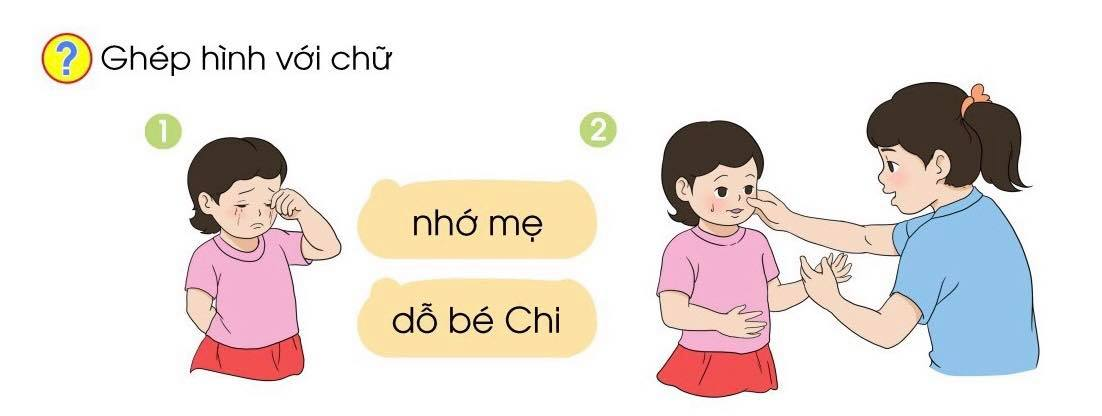 ? Ghép hình với chữ
1
2
nhớ mẹ
dỗ bé Chi